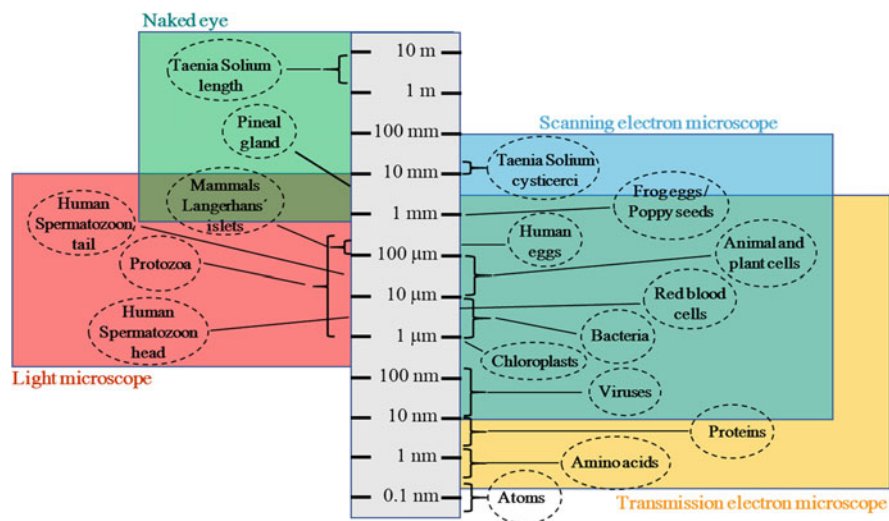 Naked eye
10 m
Taenia Solium
length
1 m
Pineal
gland
100 mm
Scanning electron microscope
10 mm
Taenia Solium
cysticerci
Mammals
Langerhans´
islets
Frog eggs /
Poppy seeds
1 mm
Human
Spermatozoon
tail
Human
eggs
100 µm
Animal and
plant cells
Protozoa
10 µm
Red blood
cells
Human
Spermatozoon
head
1 µm
Bacteria
Chloroplasts
Light microscope
100 nm
Viruses
10 nm
Proteins
1 nm
Amino acids
0.1 nm
Atoms
Transmission electron microscope